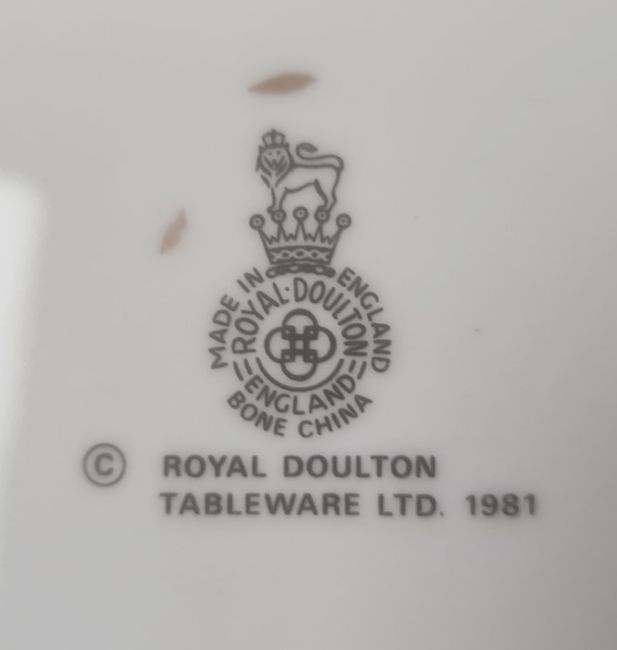 MADE IN ENGLAND
ROYAL·DOULTON
ENGLAND
BONE CHINA
© ROYAL DOULTON
TABLEWARE LTD. 1981